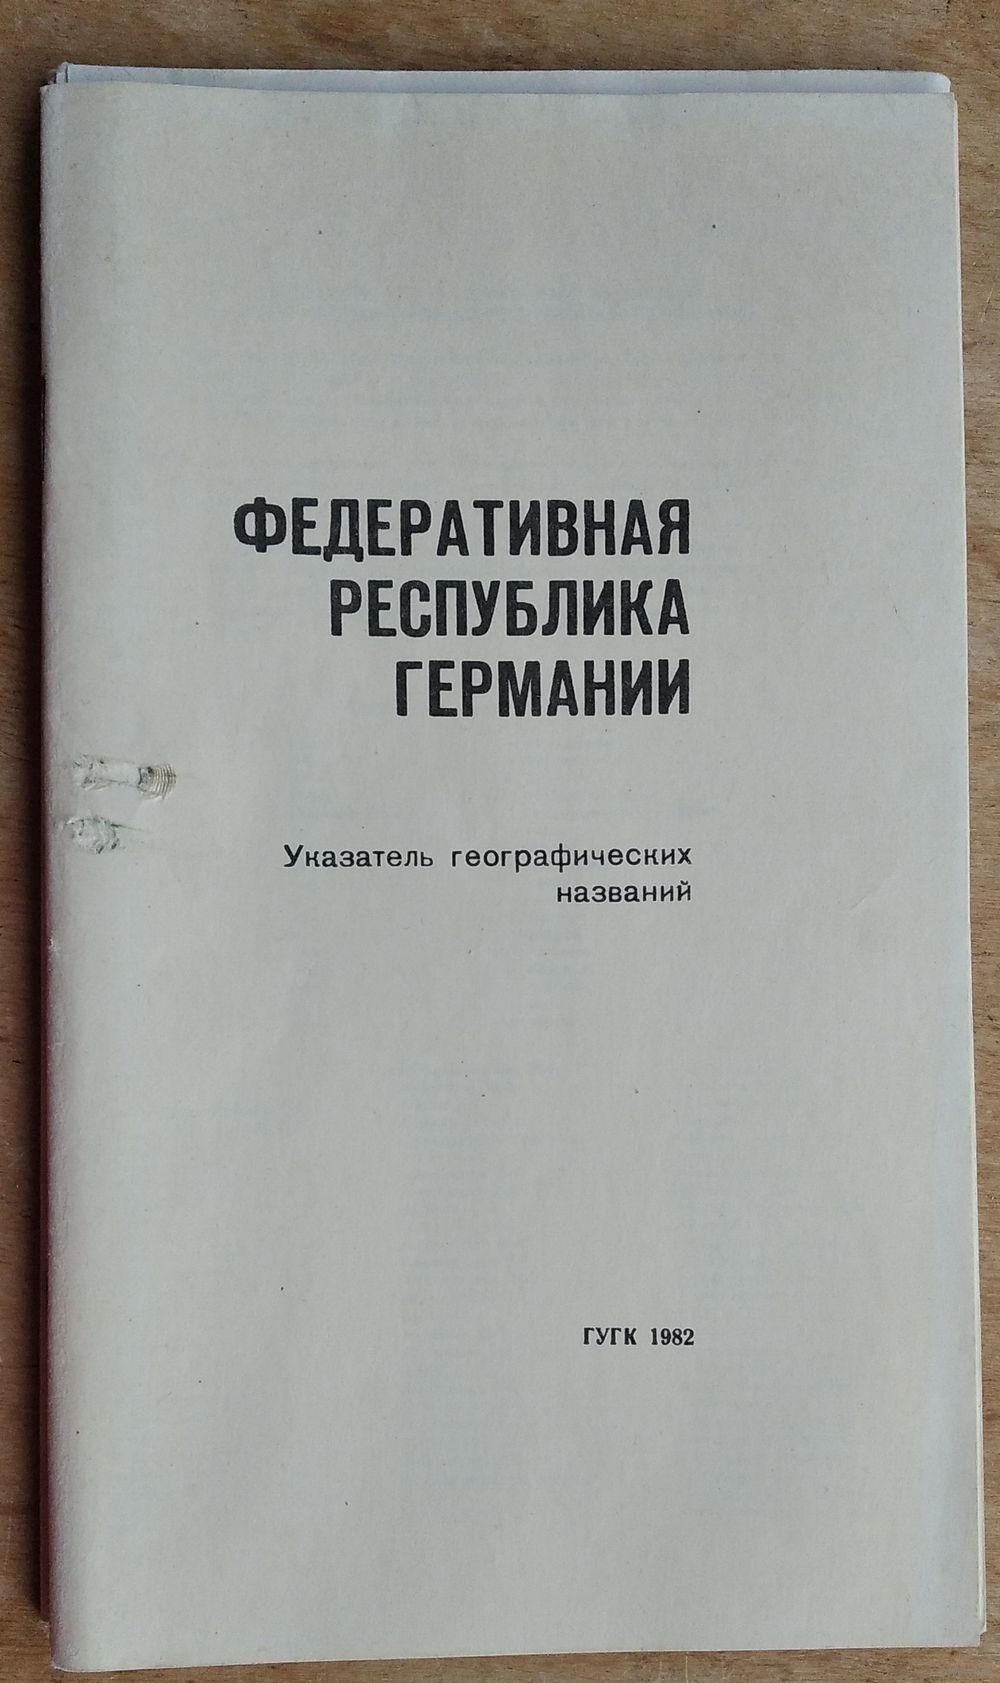 ФЕДЕРАТИВНАЯ
РЕСПУБЛИКА
ГЕРМАНИИ
Указатель географических
названий
ГУГК 1982